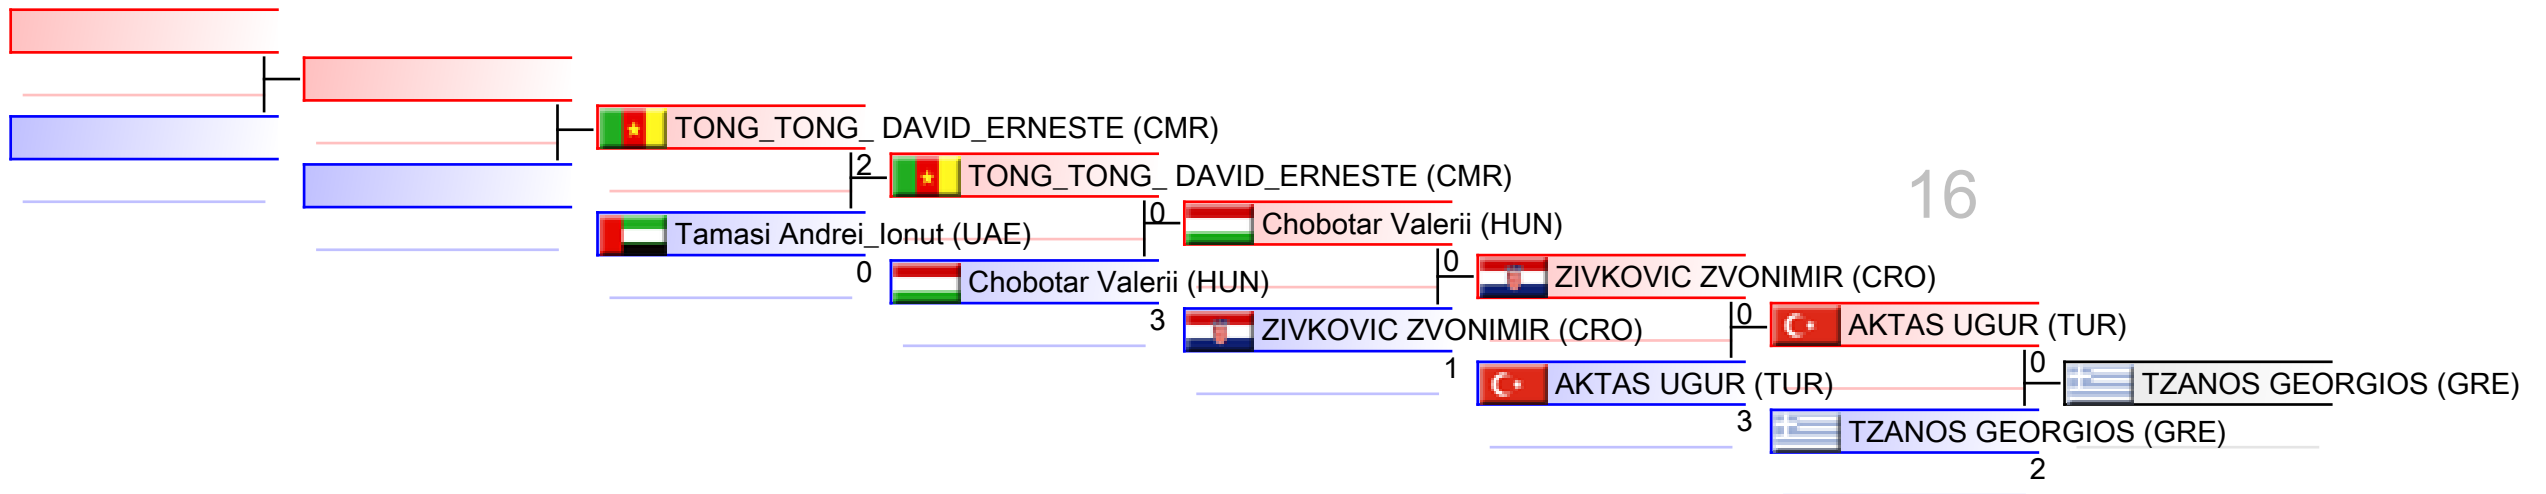 TONG_TONG_ DAVID_ERNESTE (CMR)
2
TONG_TONG_ DAVID_ERNESTE (CMR)
16
Tamasi Andrei_Ionut (UAE)
0
0
Chobotar Valerii (HUN)
Chobotar Valerii (HUN)
3
0
ZIVKOVIC ZVONIMIR (CRO)
ZIVKOVIC ZVONIMIR (CRO)
1
0
AKTAS UGUR (TUR)
AKTAS UGUR (TUR)
3
0
TZANOS GEORGIOS (GRE)
TZANOS GEORGIOS (GRE)
2